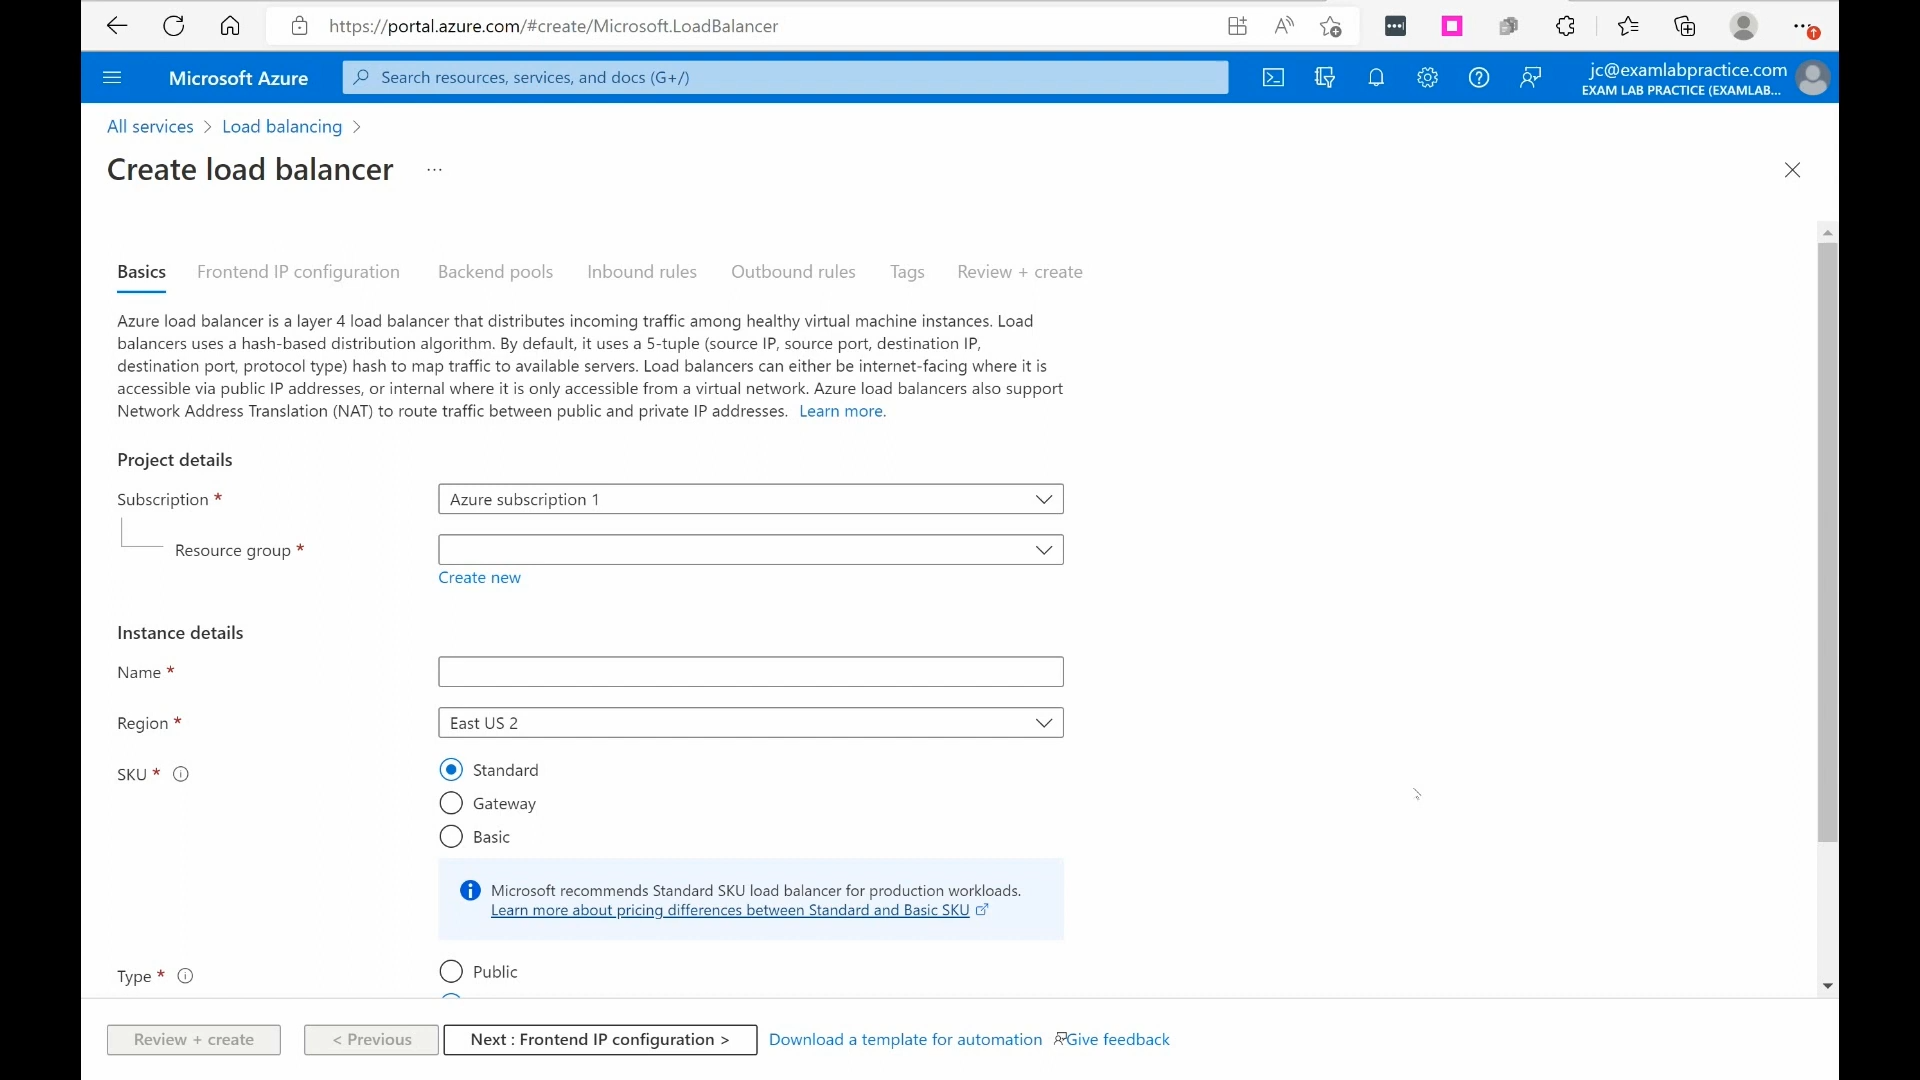 https://portal.azure.com/#create/Microsoft.LoadBalancer
Microsoft Azure
Search resources, services, and docs (G+/)
jc@examlabpractice.com
EXAM LAB PRACTICE (EXAMLAB...
All services > Load balancing >
Create load balancer ...
Basics Frontend IP configuration Backend pools Inbound rules Outbound rules Tags Review + create
Azure load balancer is a layer 4 load balancer that distributes incoming traffic among healthy virtual machine instances. Load
balancers uses a hash-based distribution algorithm. By default, it uses a 5-tuple (source IP, source port, destination IP,
destination port, protocol type) hash to map traffic to available servers. Load balancers can either be internet-facing where it is
accessible via public IP addresses, or internal where it is only accessible from a virtual network. Azure load balancers also support
Network Address Translation (NAT) to route traffic between public and private IP addresses. Learn more.
Project details
Subscription * Azure subscription 1
Resource group *
Create new
Instance details
Name *
Region * East US 2
SKU * Standard
Gateway
Basic
Microsoft recommends Standard SKU load balancer for production workloads.
Learn more about pricing differences between Standard and Basic SKU
Type * Public
Review + create < Previous Next : Frontend IP configuration > Download a template for automation Give feedback